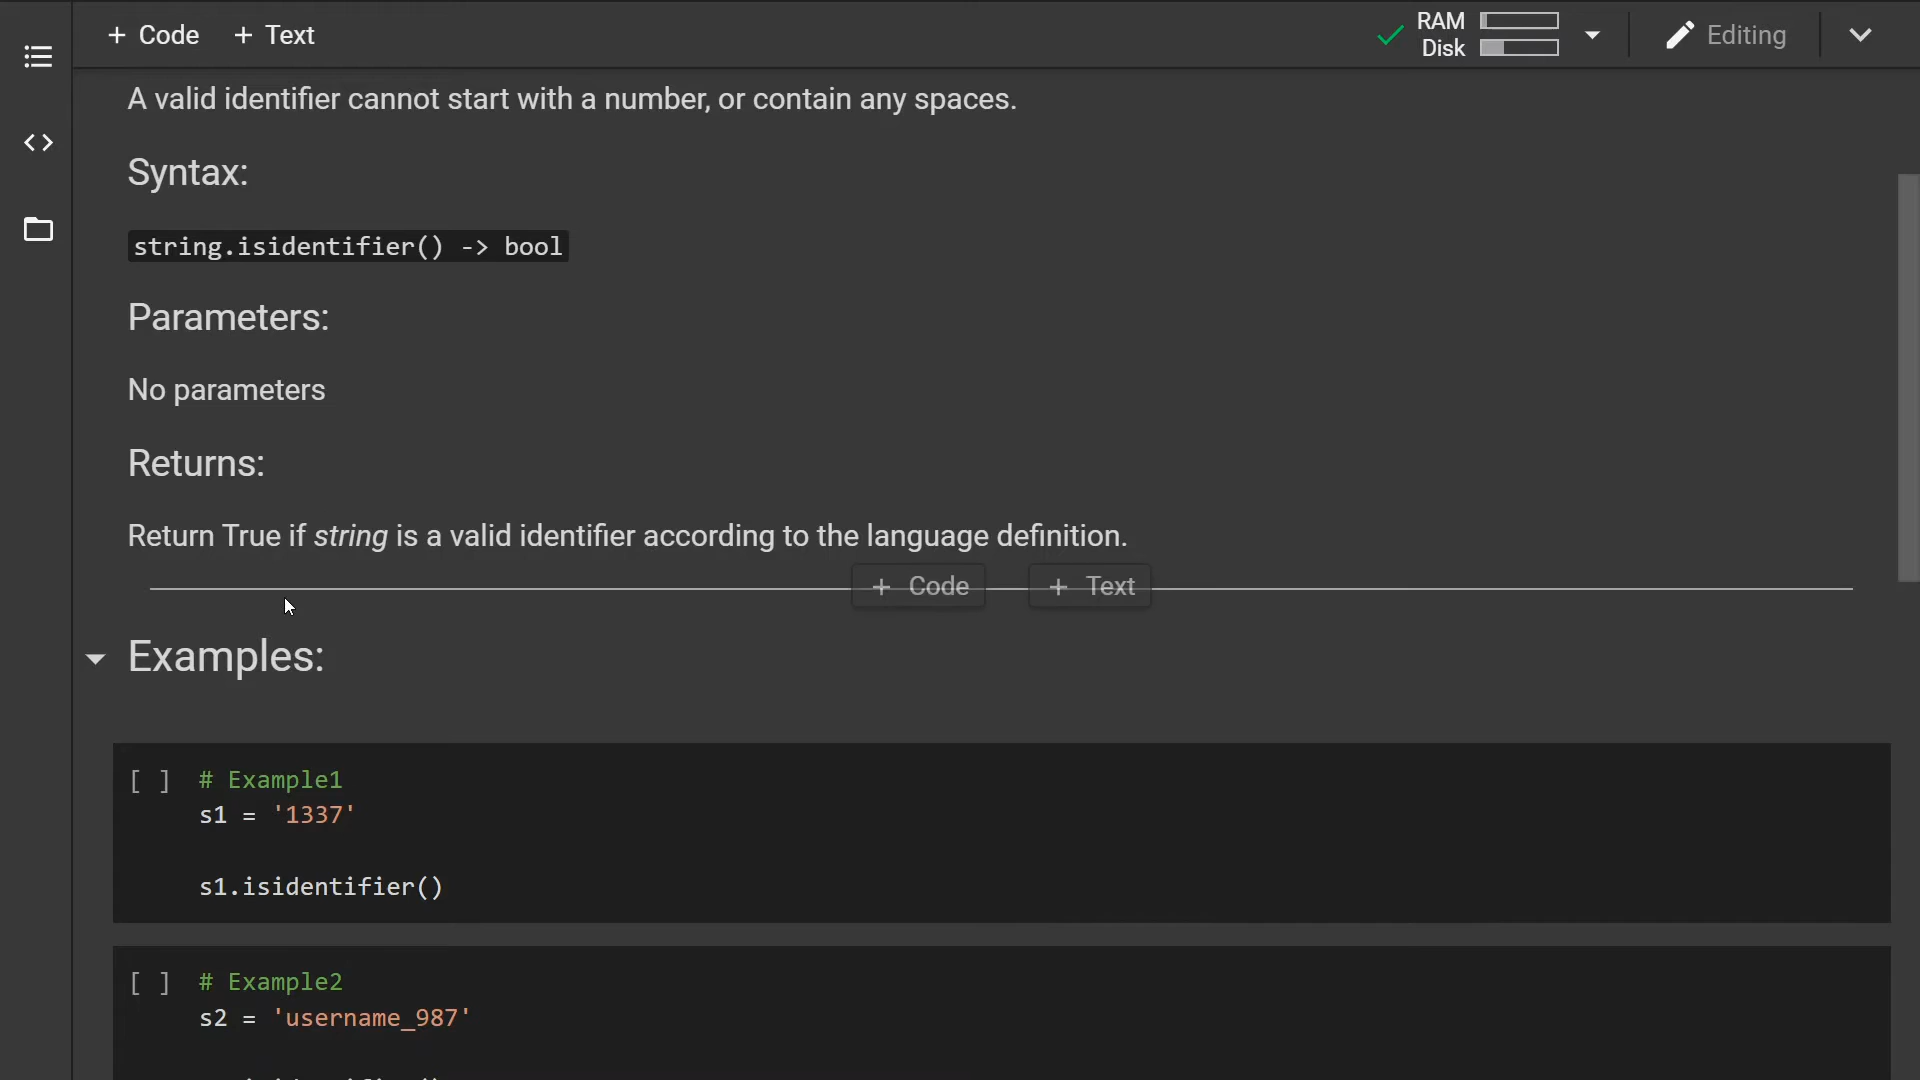 + Code + Text
RAM
Disk
Editing
A valid identifier cannot start with a number, or contain any spaces.
Syntax:
string.isidentifier() -> bool
Parameters:
No parameters
Returns:
Return True if string is a valid identifier according to the language definition.
+ Code + Text
Examples:
[ ] # Example1
s1 = '1337'
s1.isidentifier()
[ ] # Example2
s2 = 'username_987'